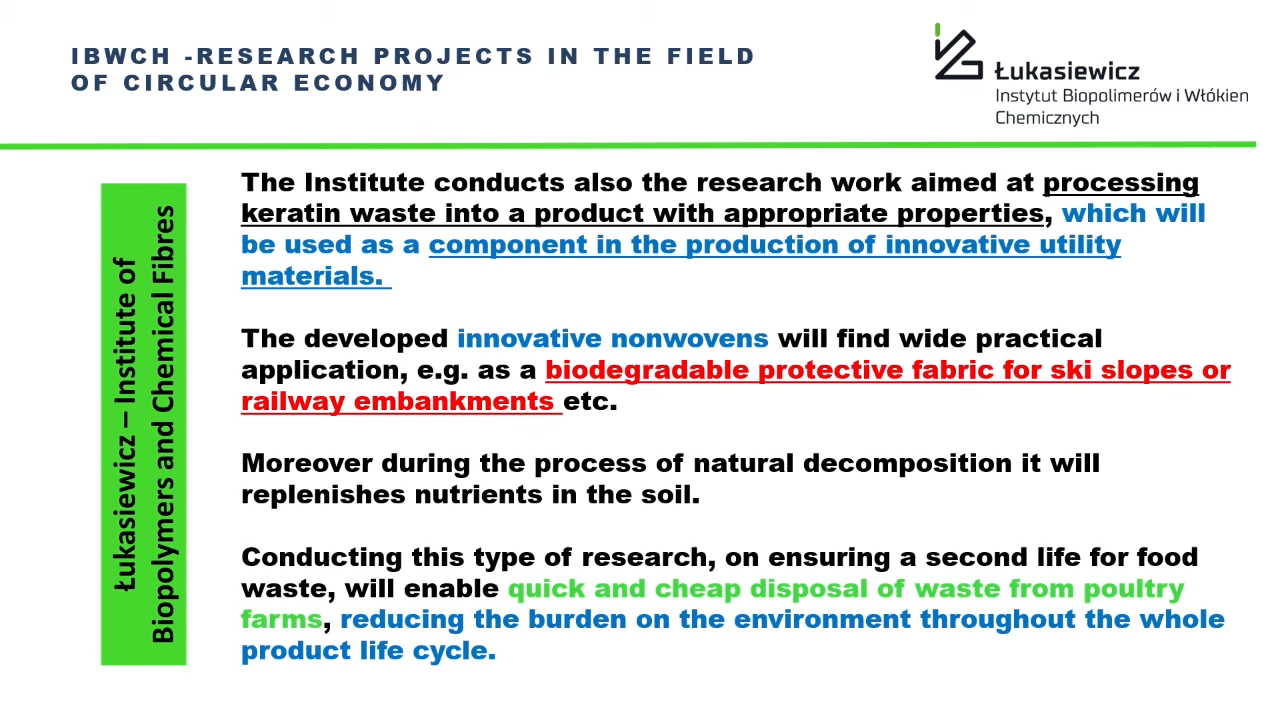 IBWCH -RESEARCH PROJECTS IN THE FIELD
OF CIRCULAR ECONOMY
Łukasiewicz
Instytut Biopolimerów i Włókien
Chemicznych
Łukasiewicz – Institute of
Biopolymers and Chemical Fibres
The Institute conducts also the research work aimed at processing
keratin waste into a product with appropriate properties, which will
be used as a component in the production of innovative utility
materials.
The developed innovative nonwovens will find wide practical
application, e.g. as a biodegradable protective fabric for ski slopes or
railway embankments etc.
Moreover during the process of natural decomposition it will
replenishes nutrients in the soil.
Conducting this type of research, on ensuring a second life for food
waste, will enable quick and cheap disposal of waste from poultry
farms, reducing the burden on the environment throughout the whole
product life cycle.